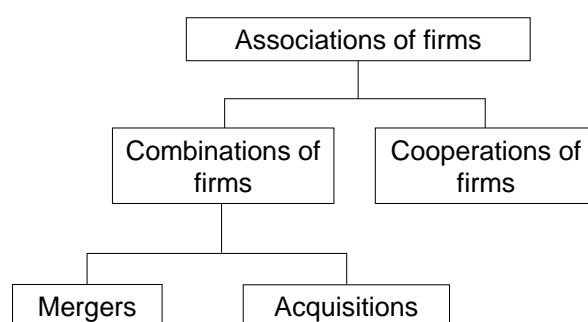 Associations of firms
Combinations of
firms
Cooperations of
firms
Mergers
Acquisitions